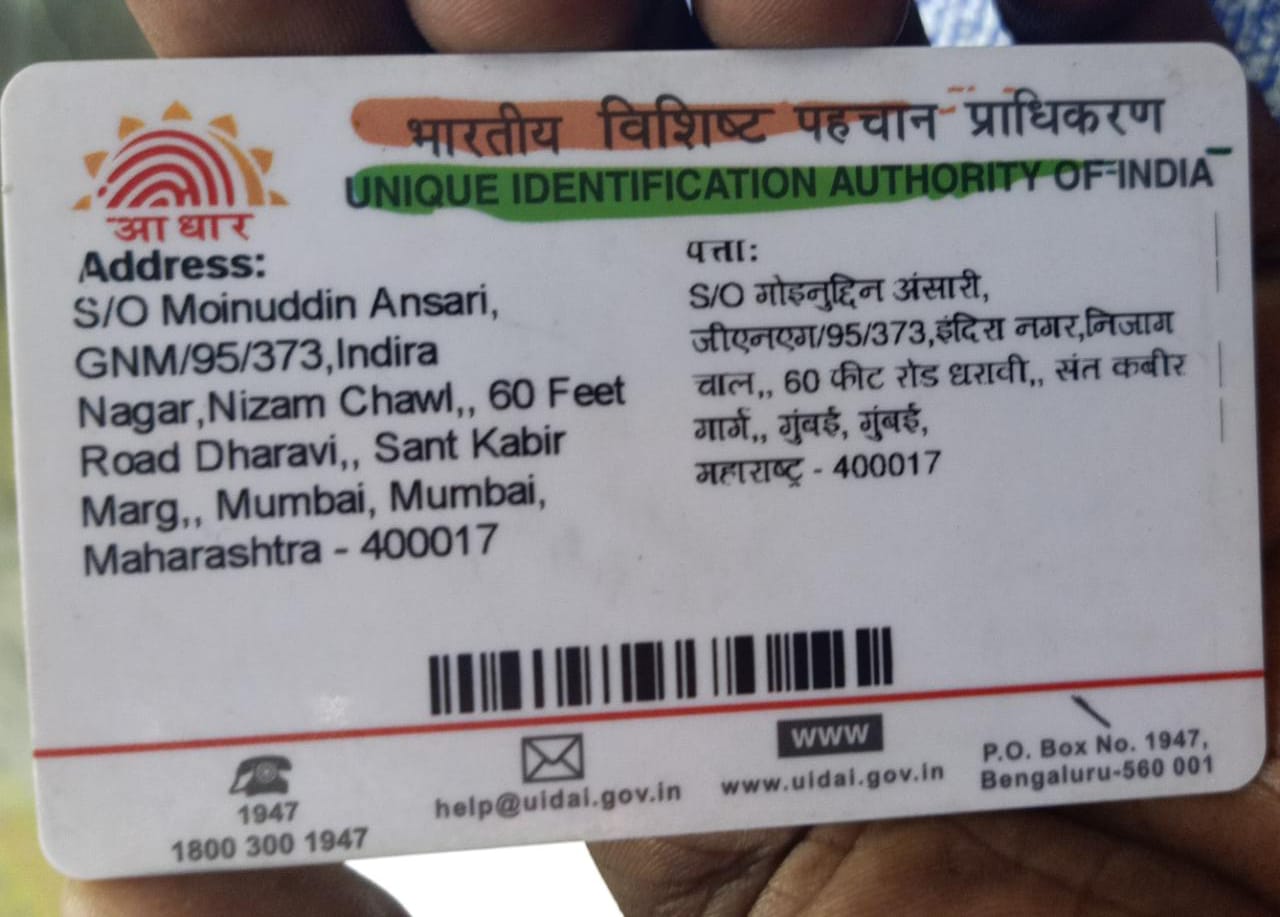 भारतीय विशिष्ट पहचान प्राधिकरण
UNIQUE IDENTIFICATION AUTHORITY OF INDIA
आधार
Address:
S/O Moinuddin Ansari,
GNM/95/373,Indira
Nagar,Nizam Chawl,, 60 Feet
Road Dharavi,, Sant Kabir
Marg,, Mumbai, Mumbai,
Maharashtra - 400017
पत्ता:
S/O गोइनुद्दिन अंसारी,
जीएनएग/95/373,इंदिरा नगर,निजाग
चाल,, 60 फीट रोड धरावी,, संत कबीर
गार्ग,, गुंबई, गुंबई,
महाराष्ट्र - 400017
1947
1800 300 1947
help@uidai.gov.in
WWW
www.uidai.gov.in
P.O. Box No. 1947,
Bengaluru-560 001